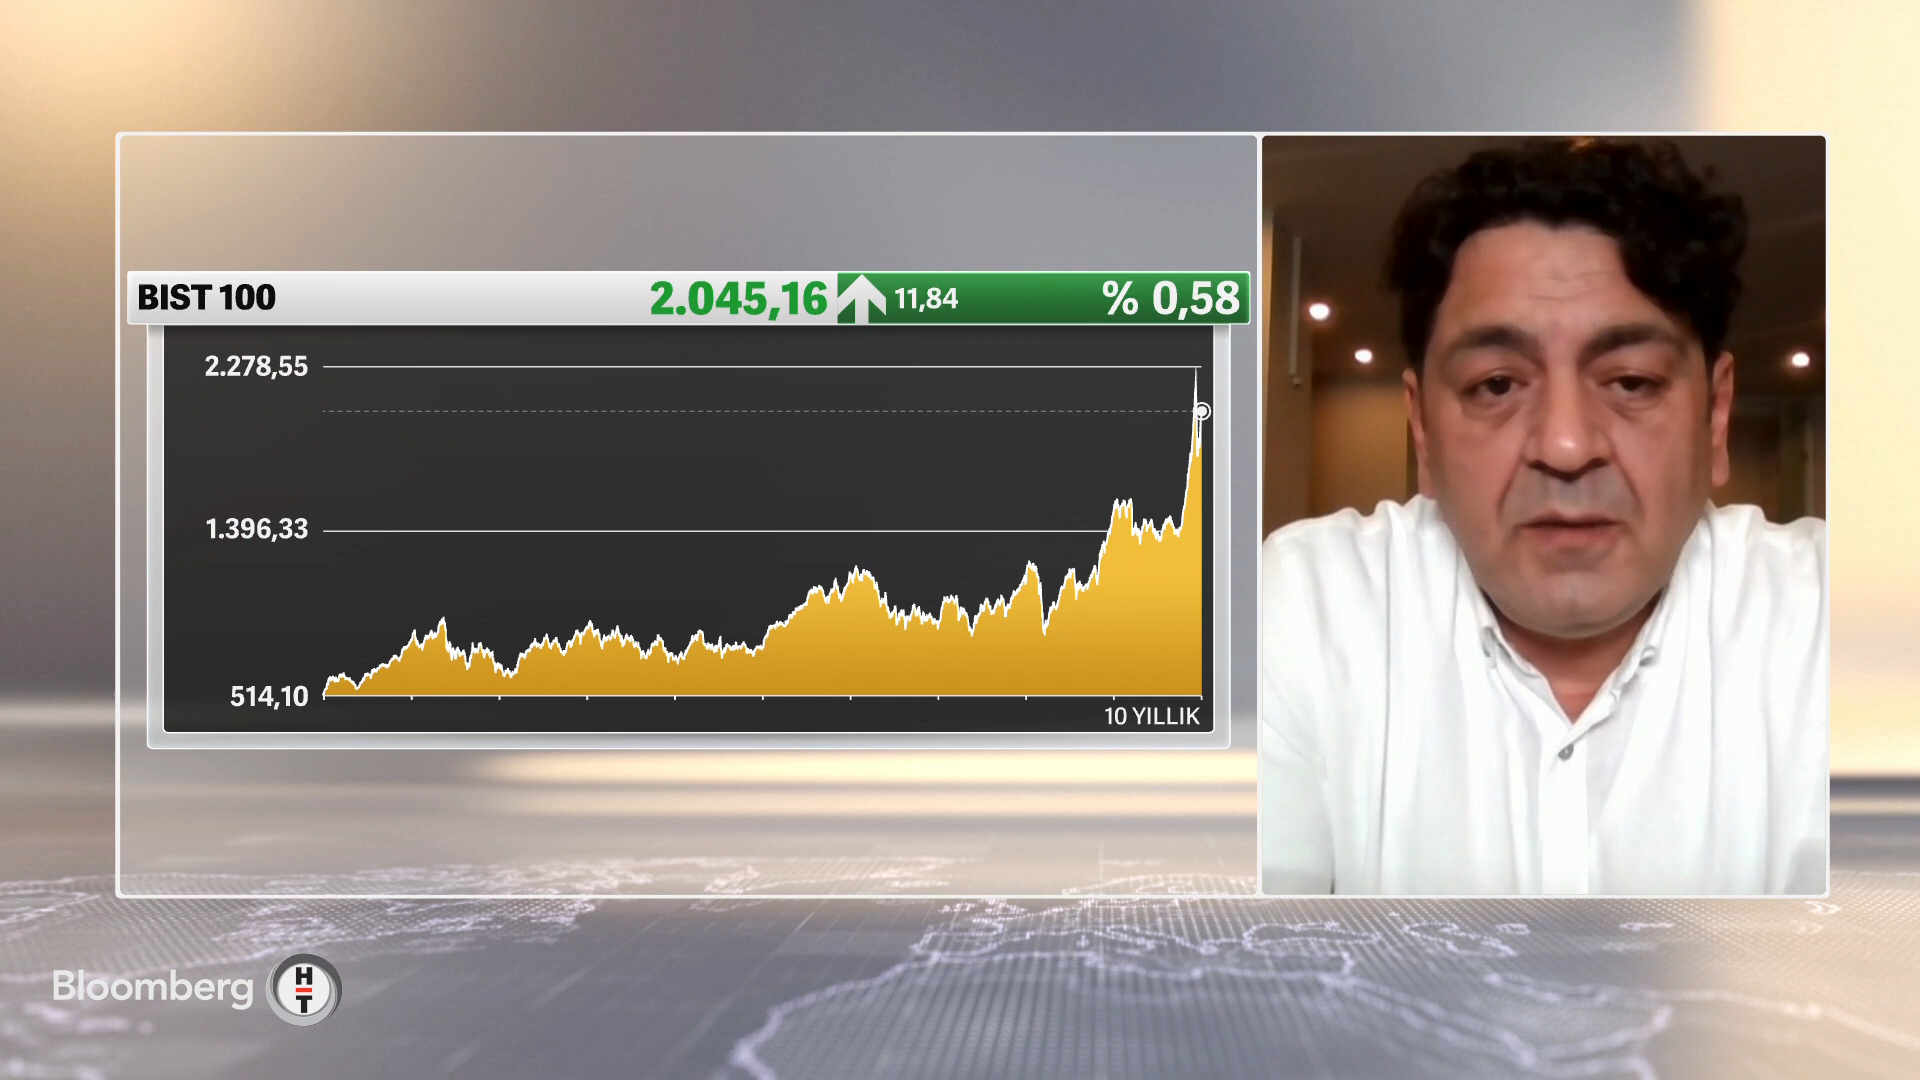 BIST 100 2.045,16 11,84 % 0,58
2.278,55
1.396,33
514,10
10 YILLIK
Bloomberg HT